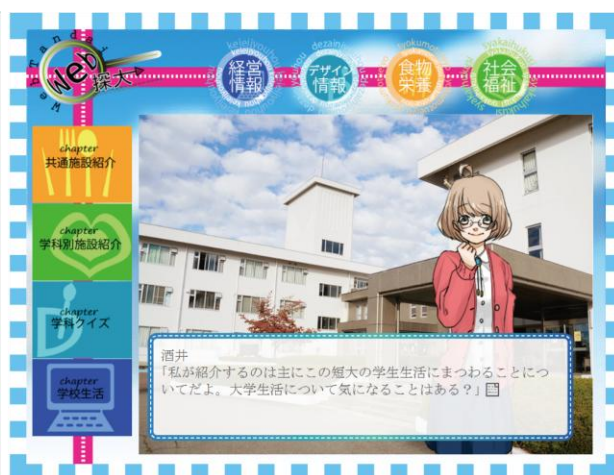 WebTandai
Web
探大
経営
情報
デザイン
情報
食物
栄養
社会
福祉
chapter
共通施設紹介
chapter
学科別施設紹介
chapter
学科クイズ
chapter
学校生活
酒井
「私が紹介するのは主にこの短大の学生生活にまつわることにつ
いてだよ。大学生活について気になることはある？」